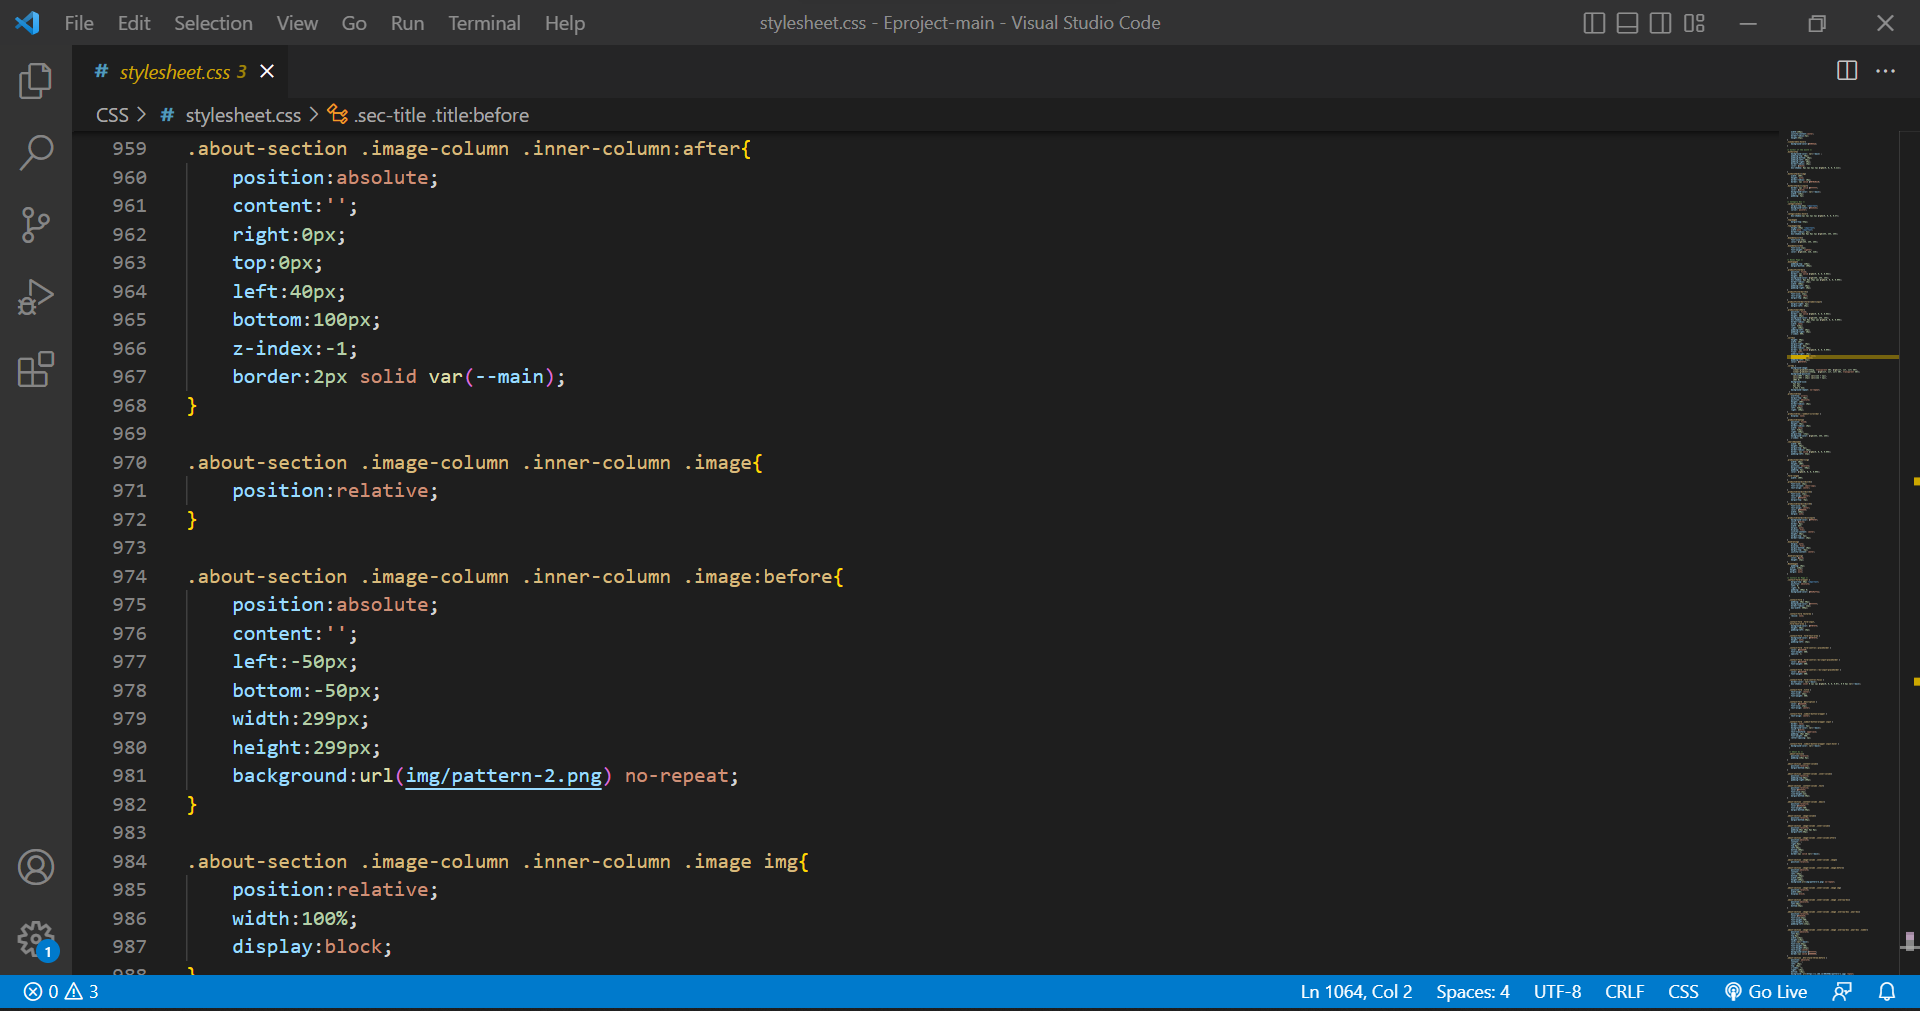 File Edit Selection View Go Run Terminal Help
stylesheet.css - Eproject-main - Visual Studio Code
# stylesheet.css 3
CSS > # stylesheet.css > .sec-title .title:before
959 .about-section .image-column .inner-column:after{
960 position:absolute;
961 content:'';
962 right:0px;
963 top:0px;
964 left:40px;
965 bottom:100px;
966 z-index:-1;
967 border:2px solid var(--main);
968 }
969
970 .about-section .image-column .inner-column .image{
971 position:relative;
972 }
973
974 .about-section .image-column .inner-column .image:before{
975 position:absolute;
976 content:'';
977 left:-50px;
978 bottom:-50px;
979 width:299px;
980 height:299px;
981 background:url(img/pattern-2.png) no-repeat;
982 }
983
984 .about-section .image-column .inner-column .image img{
985 position:relative;
986 width:100%;
987 display:block;
988 }
1
0 3
Ln 1064, Col 2 Spaces: 4 UTF-8 CRLF CSS Go Live